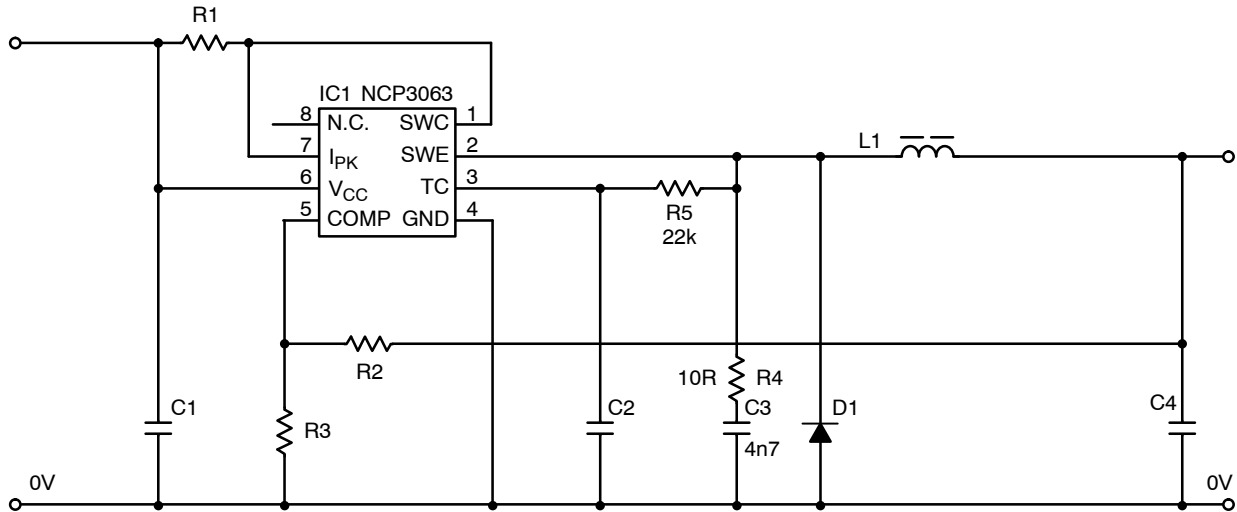 R1
IC1 NCP3063
8 N.C. SWC 1
7 IPK SWE 2
6 VCC TC 3
5 COMP GND 4
L1
R5
22k
R2
10R R4
C1
R3
C2
C3
4n7
D1
C4
0V
0V